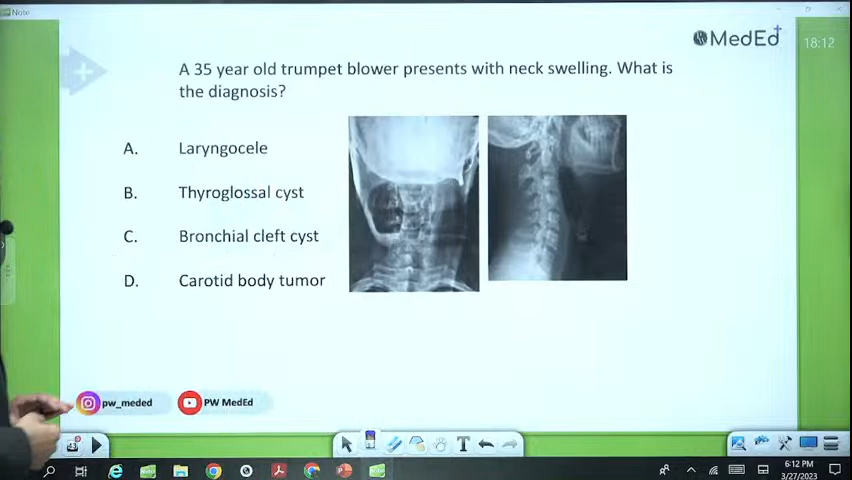 Note
MedEd
18:12
A 35 year old trumpet blower presents with neck swelling. What is
the diagnosis?
A. Laryngocele
B. Thyroglossal cyst
C. Bronchial cleft cyst
D. Carotid body tumor
pw_meded
PW MedEd
43
T
6:12 PM
3/27/2023